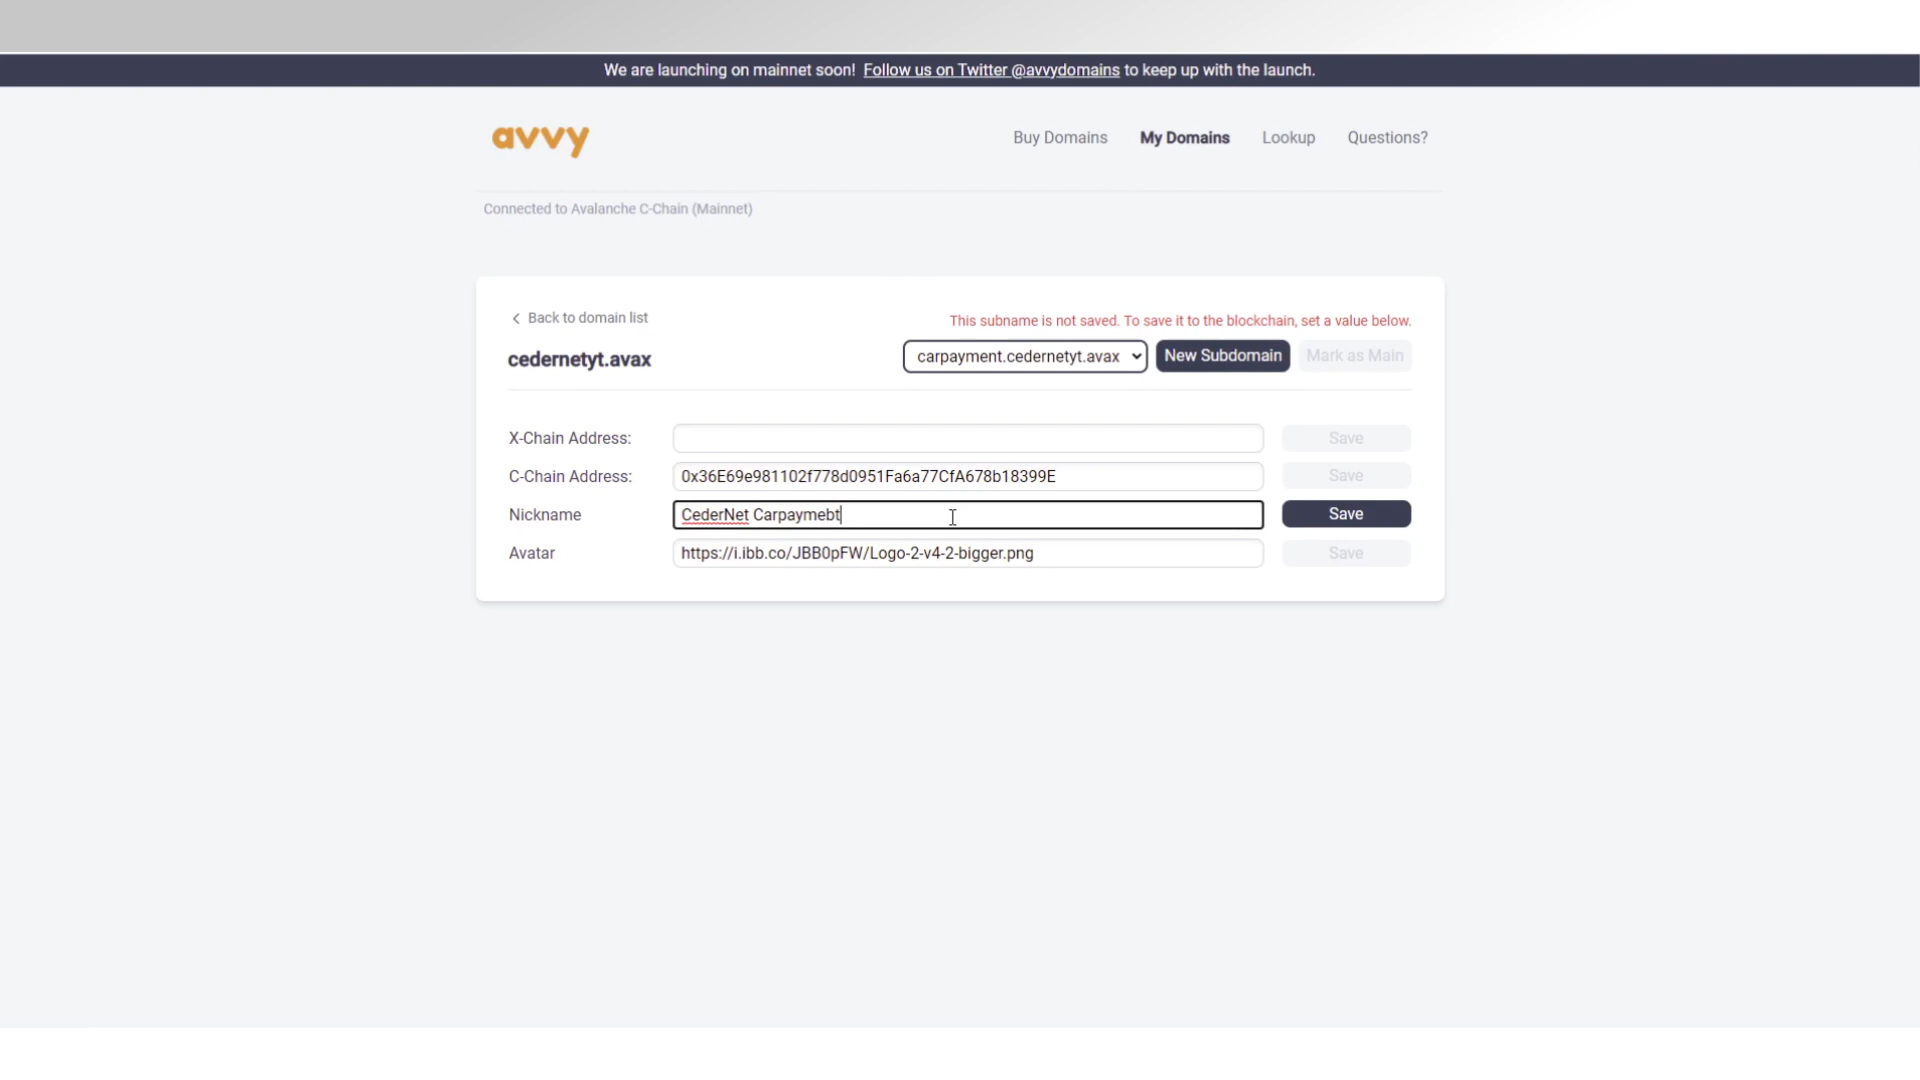 We are launching on mainnet soon! Follow us on Twitter @avvydomains to keep up with the launch.
avvy
Buy Domains
My Domains
Lookup
Questions?
Connected to Avalanche C-Chain (Mainnet)
Back to domain list
This subname is not saved. To save it to the blockchain, set a value below.
cedernetyt.avax
carpayment.cedernetyt.avax
New Subdomain
Mark as Main
X-Chain Address:
Save
C-Chain Address:
0x36E69e981102f778d0951Fa6a77CfA678b18399E
Save
Nickname
CederNet Carpaymebt
Save
Avatar
https://i.ibb.co/JBB0pFW/Logo-2-v4-2-bigger.png
Save